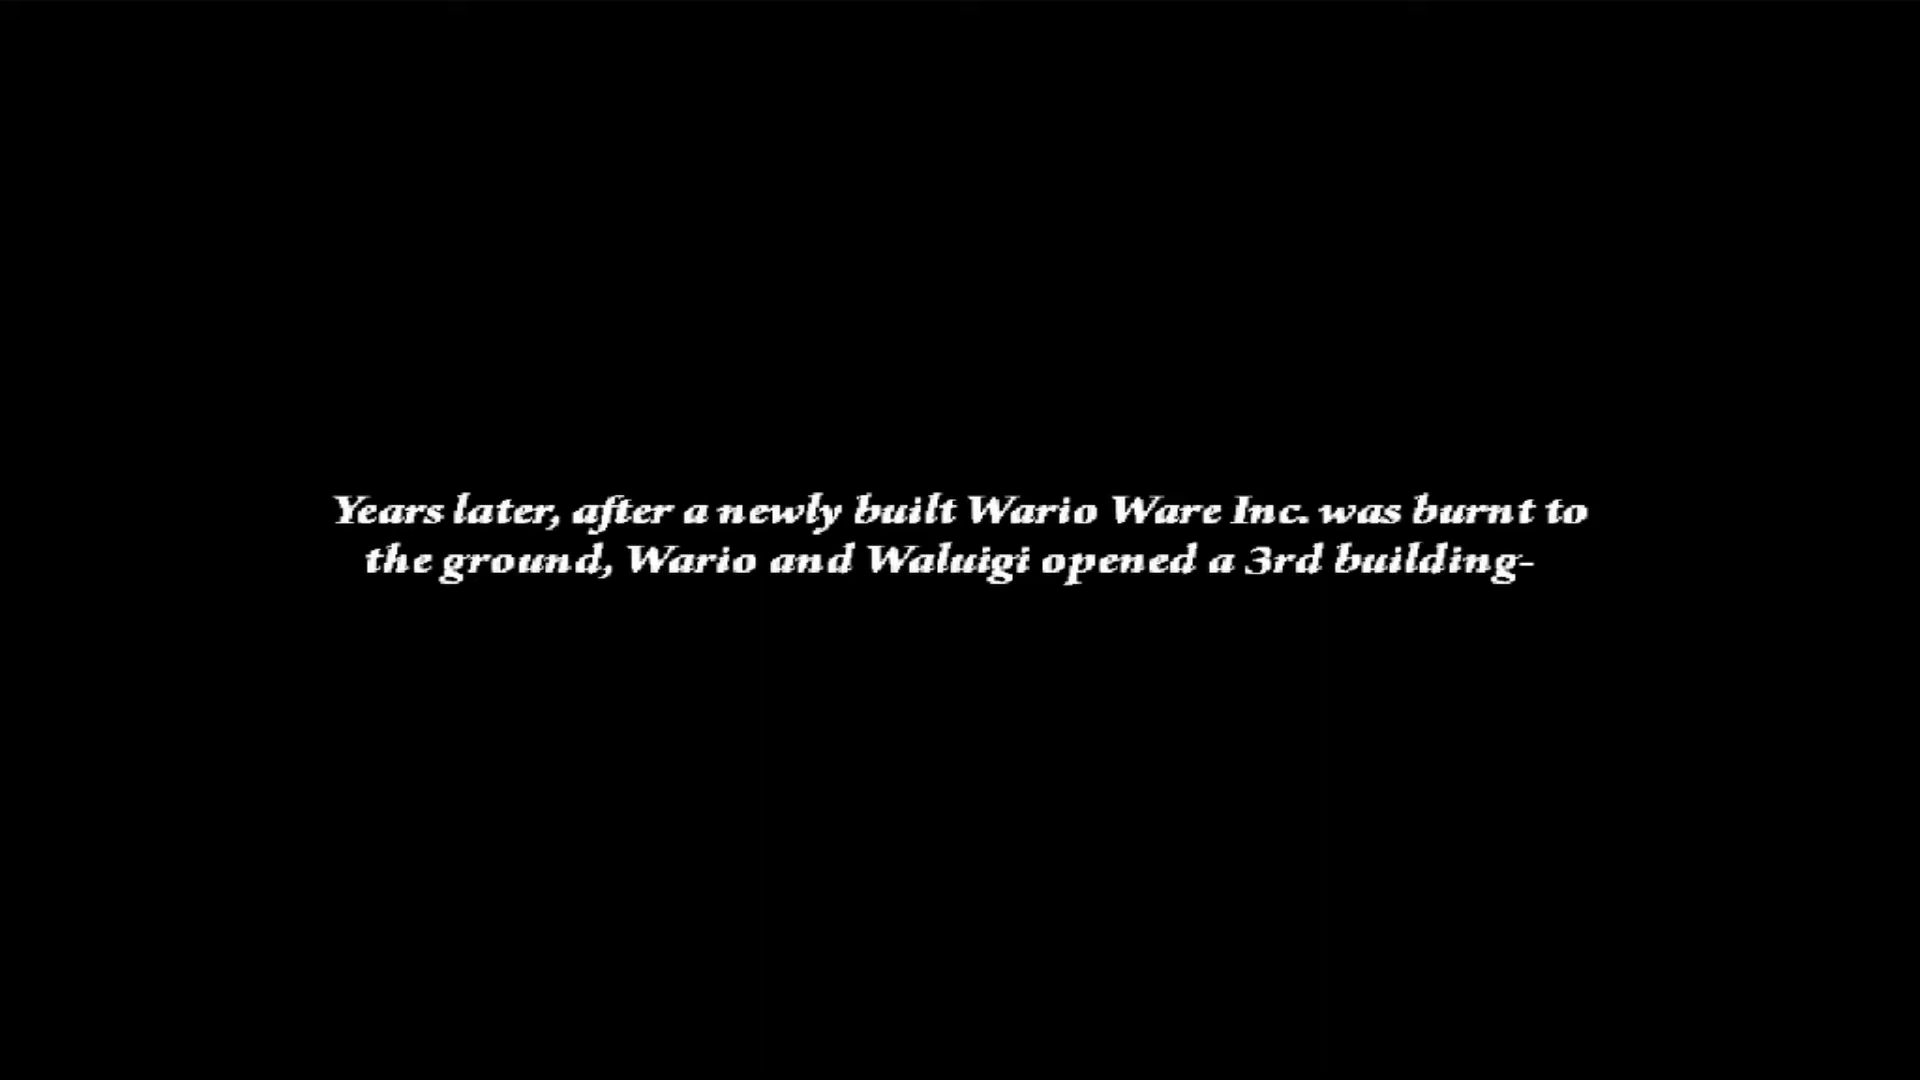 Years later, after a newly built Wario Ware Inc. was burnt to
the ground, Wario and Waluigi opened a 3rd building-